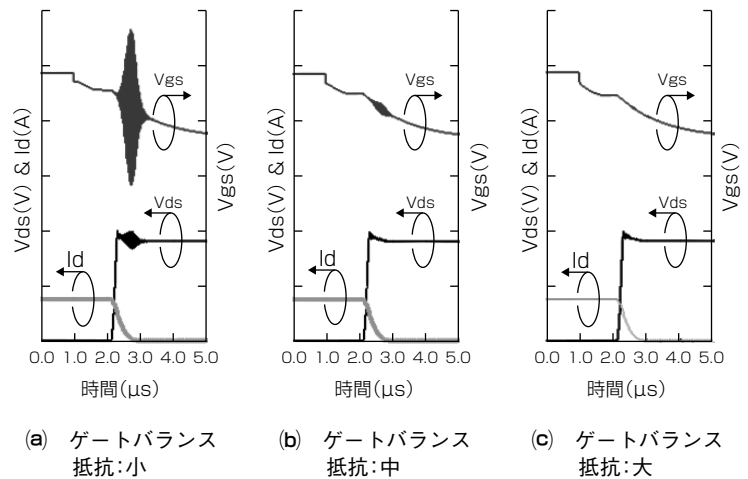 Vds(V) & Id(A)
Vgs
Vds
Id
Vgs(V)
0.0 1.0 2.0 3.0 4.0 5.0
時間(μs)
(a) ゲートバランス
抵抗:小
Vds(V) & Id(A)
Vgs
Vds
Id
Vgs(V)
0.0 1.0 2.0 3.0 4.0 5.0
時間(μs)
(b) ゲートバランス
抵抗:中
Vds(V) & Id(A)
Vgs
Vds
Id
Vgs(V)
0.0 1.0 2.0 3.0 4.0 5.0
時間(μs)
(c) ゲートバランス
抵抗:大